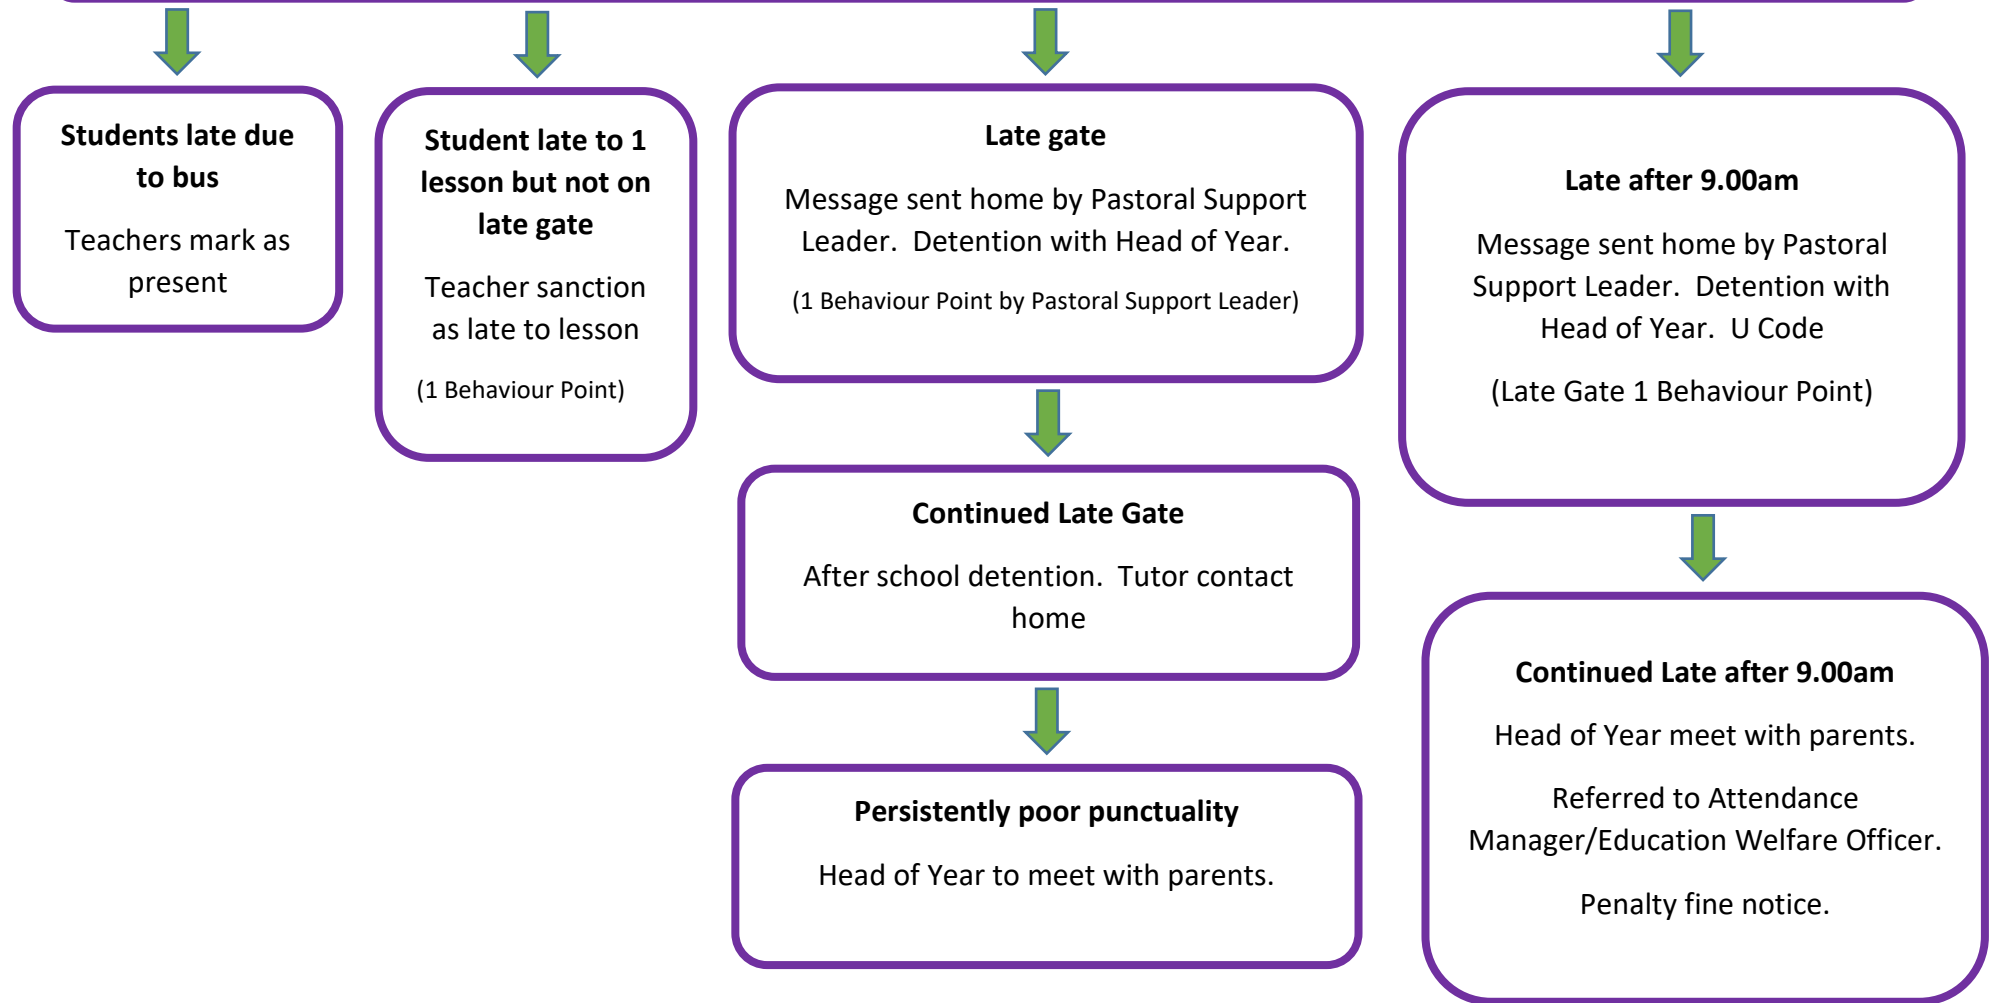 Students late due
to bus
Teachers mark as
present
Student late to 1
lesson but not on
late gate
Teacher sanction
as late to lesson
(1 Behaviour Point)
Late gate
Message sent home by Pastoral Support
Leader.  Detention with Head of Year.
(1 Behaviour Point by Pastoral Support Leader)
Continued Late Gate
After school detention.  Tutor contact
home
Persistently poor punctuality
Head of Year to meet with parents.
Late after 9.00am
Message sent home by Pastoral
Support Leader.  Detention with
Head of Year.  U Code
(Late Gate 1 Behaviour Point)
Continued Late after 9.00am
Head of Year meet with parents.
Referred to Attendance
Manager/Education Welfare Officer.
Penalty fine notice.